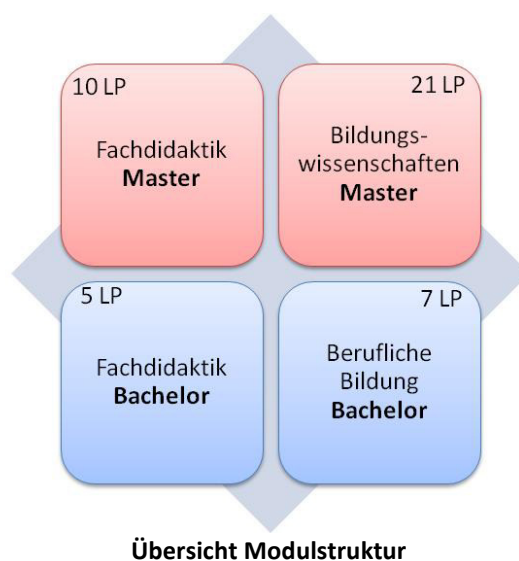 10 LP
Fachdidaktik
Master
21 LP
Bildungs-
wissenschaften
Master
5 LP
Fachdidaktik
Bachelor
7 LP
Berufliche
Bildung
Bachelor
Übersicht Modulstruktur